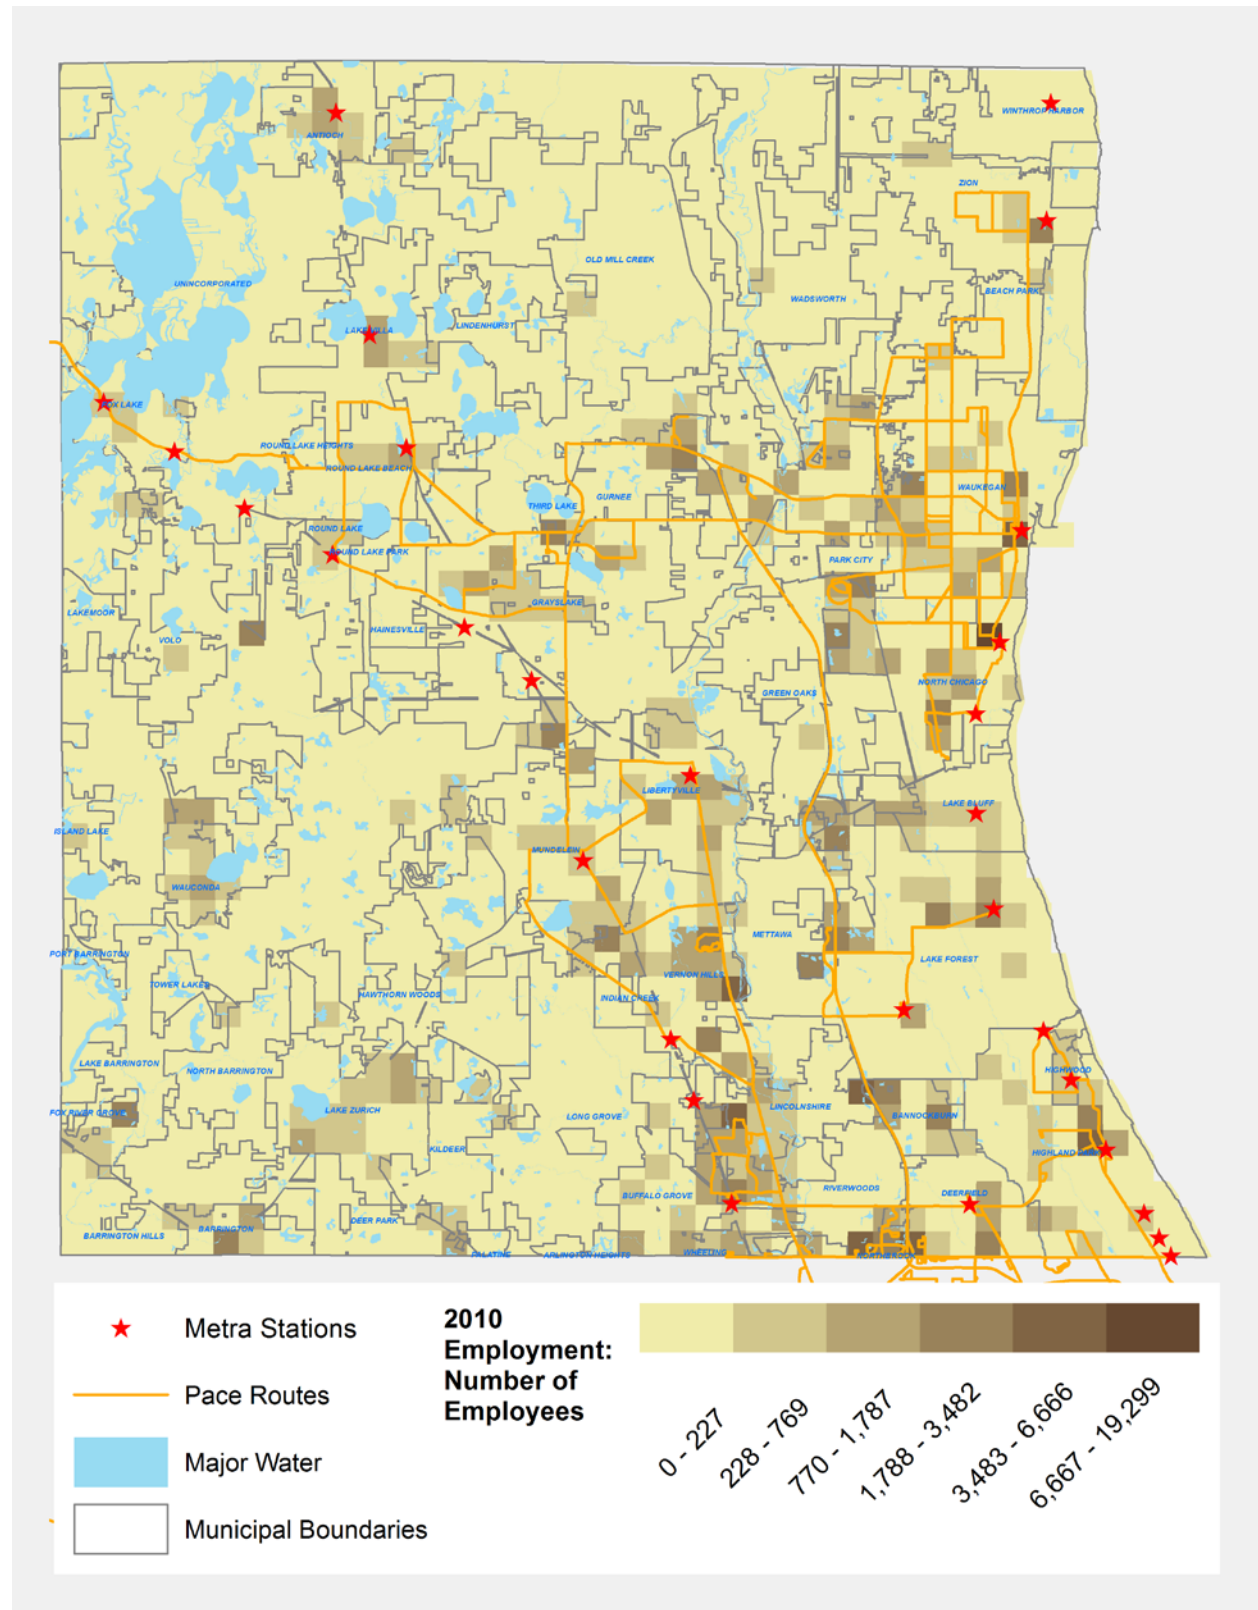 WINTHROP HARBOR
ANTIOCH
ZION
OLD MILL CREEK
UNINCORPORATED
BEACH PARK
WADSWORTH
LAKE VILLA
LINDENHURST
FOX LAKE
ROUND LAKE HEIGHTS
ROUND LAKE BEACH
WAUKEGAN
GURNEE
THIRD LAKE
ROUND LAKE
ROUND LAKE PARK
PARK CITY
GRAYSLAKE
LAKEMOOR
HAINESVILLE
VOLO
NORTH CHICAGO
GREEN OAKS
LIBERTYVILLE
LAKE BLUFF
ISLAND LAKE
MUNDELEIN
WAUCONDA
METTAWA
PORT BARRINGTON
LAKE FOREST
VERNON HILLS
TOWER LAKES
HAWTHORN WOODS
INDIAN CREEK
LAKE BARRINGTON
NORTH BARRINGTON
HIGHWOOD
FOX RIVER GROVE
LAKE ZURICH
LINCOLNSHIRE
LONG GROVE
BANNOCKBURN
KILDEER
HIGHLAND PARK
RIVERWOODS
BUFFALO GROVE
DEERFIELD
DEER PARK
BARRINGTON
BARRINGTON HILLS
PALATINE
ARLINGTON HEIGHTS
WHEELING
NORTHBROOK
Metra Stations
Pace Routes
Major Water
Municipal Boundaries
2010
Employment:
Number of
Employees
0 - 227
228 - 769
770 - 1,787
1,788 - 3,482
3,483 - 6,666
6,667 - 19,299